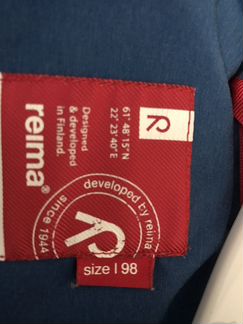 61° 48'15"N
22° 23'40"E
Designed
& developed
in Finland.
reima®
developed by reima
since 1944
size | 98